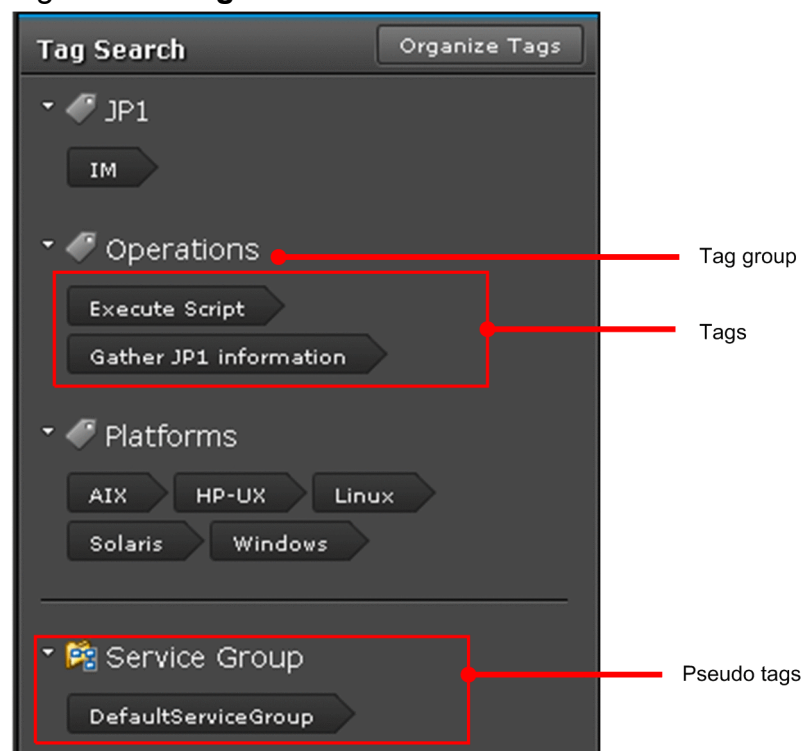 Tag Search
Organize Tags
JP1
IM
Operations
Tag group
Execute Script
Tags
Gather JP1 information
Platforms
AIX HP-UX Linux
Solaris Windows
Service Group
Pseudo tags
DefaultServiceGroup